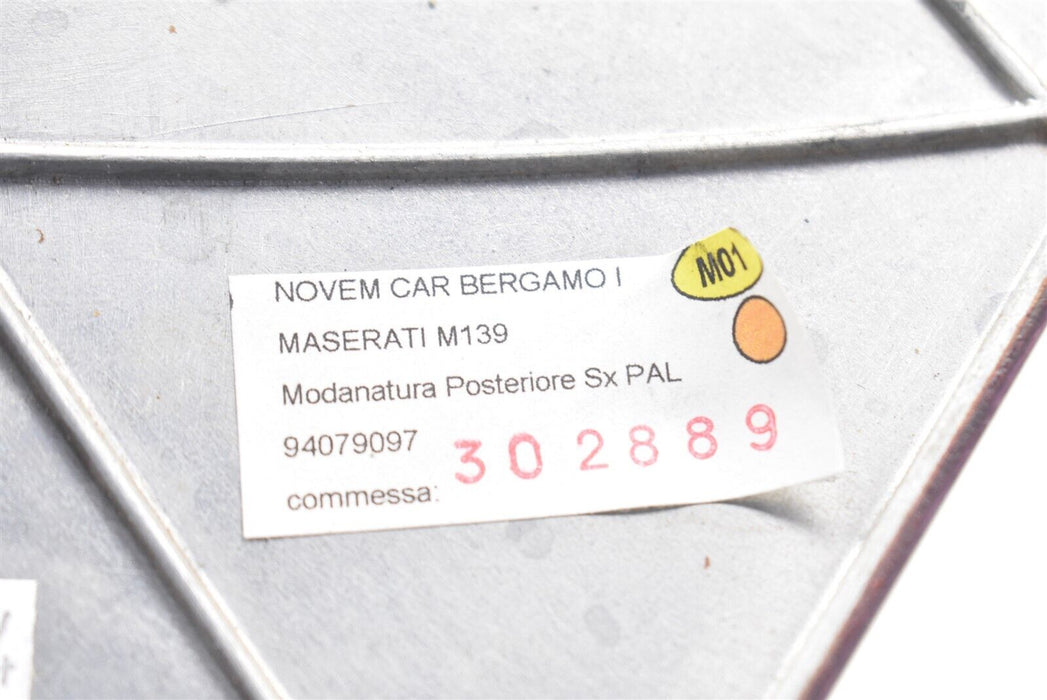 NOVEM CAR BERGAMO I
M01
MASERATI M139
Modanatura Posteriore Sx PAL
94079097
302889
commessa: